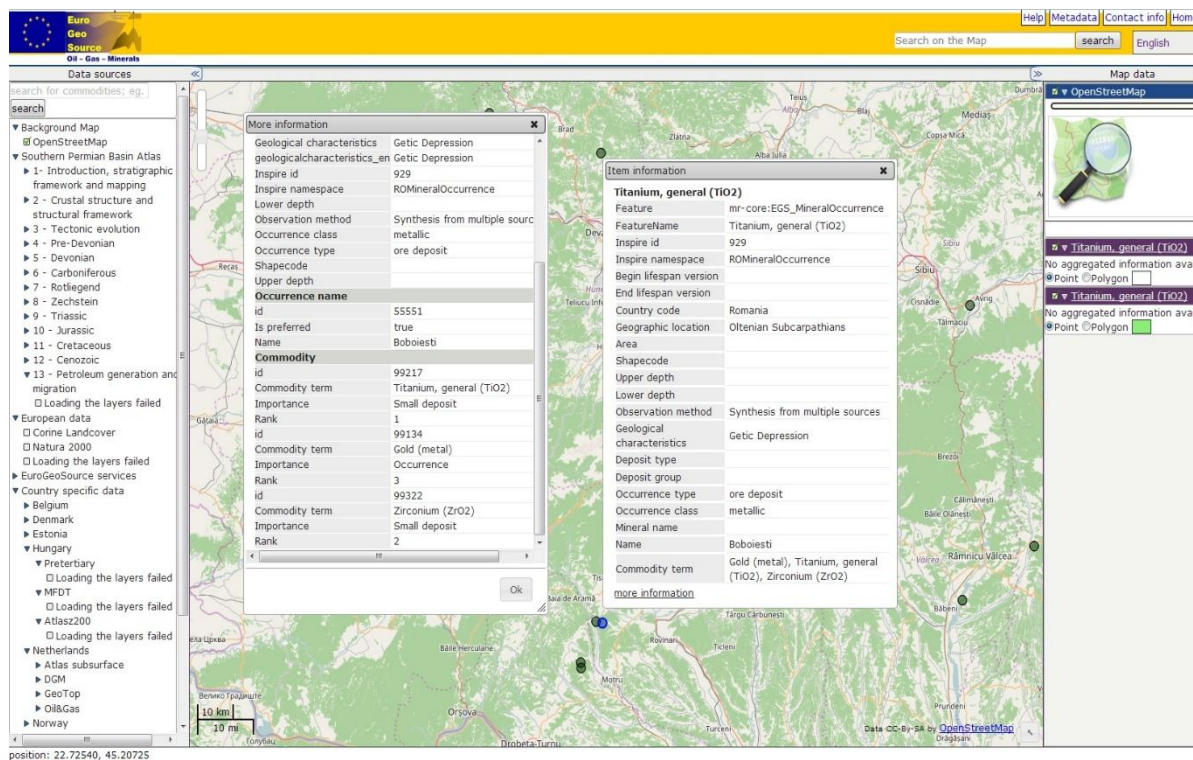 Help Metadata Contact info Hom
Euro
Geo
Source
Oil – Gas – Minerals
Search on the Map
search
English
Data sources
Map data
search for commodities; eg.
search
Background Map
OpenStreetMap
Southern Permian Basin Atlas
1- Introduction, stratigraphic
framework and mapping
2 - Crustal structure and
structural framework
3 - Tectonic evolution
4 - Pre-Devonian
5 - Devonian
6 - Carboniferous
7 - Rotliegend
8 - Zechstein
9 - Triassic
10 - Jurassic
11 - Cretaceous
12 - Cenozoic
13 - Petroleum generation and
migration
Loading the layers failed
European data
Corine Landcover
Natura 2000
Loading the layers failed
EuroGeoSource services
Country specific data
Belgium
Denmark
Estonia
Hungary
Pretertiary
Loading the layers failed
MFDT
Loading the layers failed
Atlasz200
Loading the layers failed
Netherlands
Atlas subsurface
DGM
GeoTop
Oil&Gas
Norway
position: 22.72540, 45.20725
More information
Geological characteristics Getic Depression
geologicalcharacteristics_en Getic Depression
Inspire id 929
Inspire namespace ROMineralOccurrence
Lower depth
Observation method Synthesis from multiple sourc
Occurrence class metallic
Occurrence type ore deposit
Shapecode
Upper depth
Occurrence name
id 55551
Is preferred true
Name Boboiesti
Commodity
id 99217
Commodity term Titanium, general (TiO2)
Importance Small deposit
Rank 1
id 99134
Commodity term Gold (metal)
Importance Occurrence
Rank 3
id 99322
Commodity term Zirconium (ZrO2)
Importance Small deposit
Rank 2
Ok
Item information
Titanium, general (TiO2)
Feature mr-core:EGS_MineralOccurrence
FeatureName Titanium, general (TiO2)
Inspire id 929
Inspire namespace ROMineralOccurrence
Begin lifespan version
End lifespan version
Country code Romania
Geographic location Oltenian Subcarpathians
Area
Shapecode
Upper depth
Lower depth
Observation method Synthesis from multiple sources
Geological
characteristics Getic Depression
Deposit type
Deposit group
Occurrence type ore deposit
Occurrence class metallic
Mineral name
Name Boboiesti
Commodity term Gold (metal), Titanium, general
(TiO2), Zirconium (ZrO2)
more information
OpenStreetMap
Titanium, general (TiO2)
No aggregated information ava
Point Polygon
Titanium, general (TiO2)
No aggregated information ava
Point Polygon
Teiuș
Blaj
Mediaș
Copșa Mică
Brad
Zlatna
Alba Iulia
Deva
Recaș
Sibiu
Sibiu
Cisnădie
Avrig
Tălmaciu
Gătaia
Brezoi
Călimănești
Băile Olănești
Râmnicu Vâlcea
Băbeni
Baia de Aramă
Târgu Cărbunești
Rovinari
Țicleni
Băile Herculane
Motru
Orșova
Prundeni
Drăgășani
Drobeta-Turnu
10 km
10 mi
Data CC-By-SA by OpenStreetMap